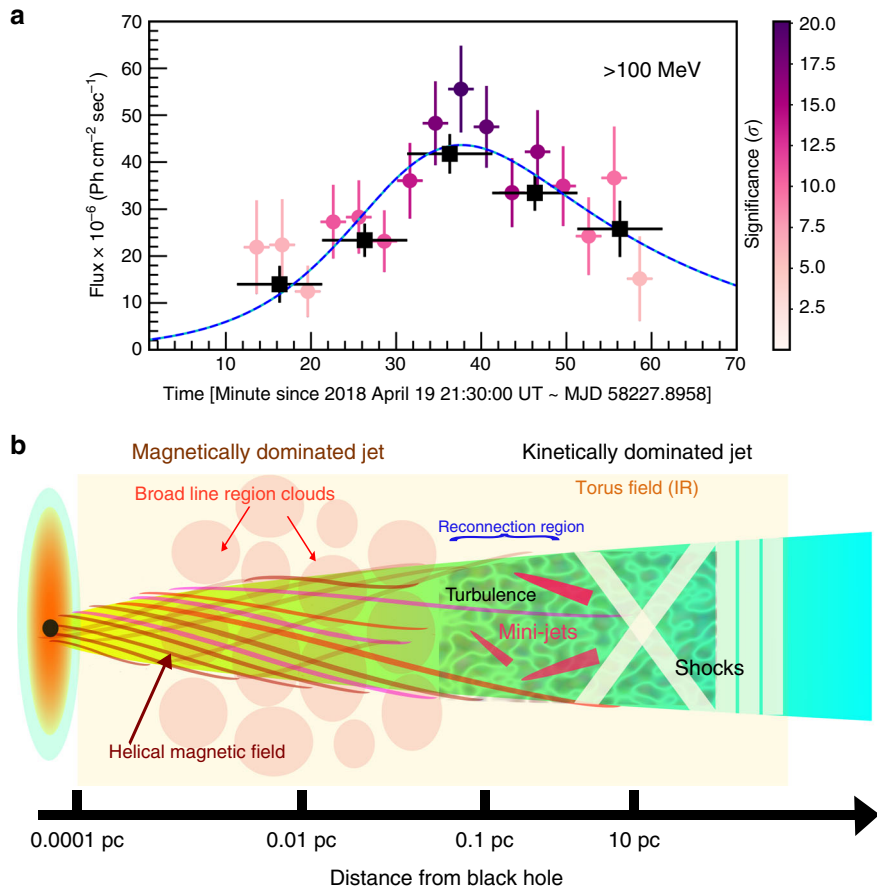 a
70
60
50
40
30
20
10
0
Flux × 10⁻⁶ (Ph cm⁻² sec⁻¹)
>100 MeV
10 20 30 40 50 60 70
Time [Minute since 2018 April 19 21:30:00 UT ~ MJD 58227.8958]
20.0
17.5
15.0
12.5
10.0
7.5
5.0
2.5
Significance (σ)
b
Magnetically dominated jet Kinetically dominated jet
Broad line region clouds Torus field (IR)
Reconnection region
Turbulence
Mini-jets
Shocks
Helical magnetic field
0.0001 pc 0.01 pc 0.1 pc 10 pc
Distance from black hole